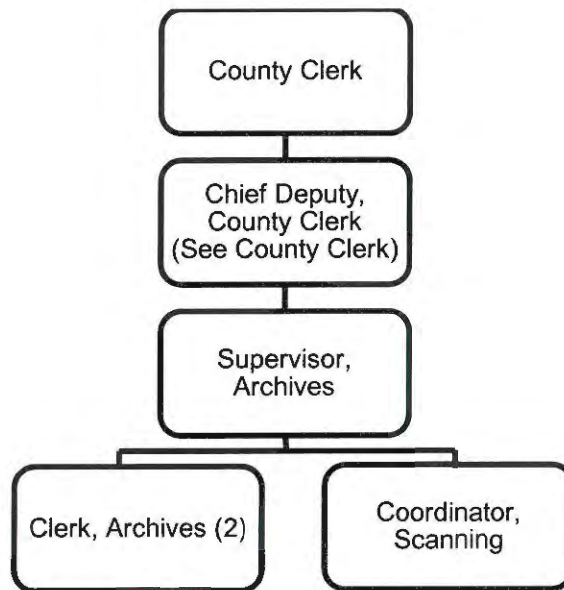 County Clerk
Chief Deputy,
County Clerk
(See County Clerk)
Supervisor,
Archives
Clerk, Archives (2)
Coordinator,
Scanning